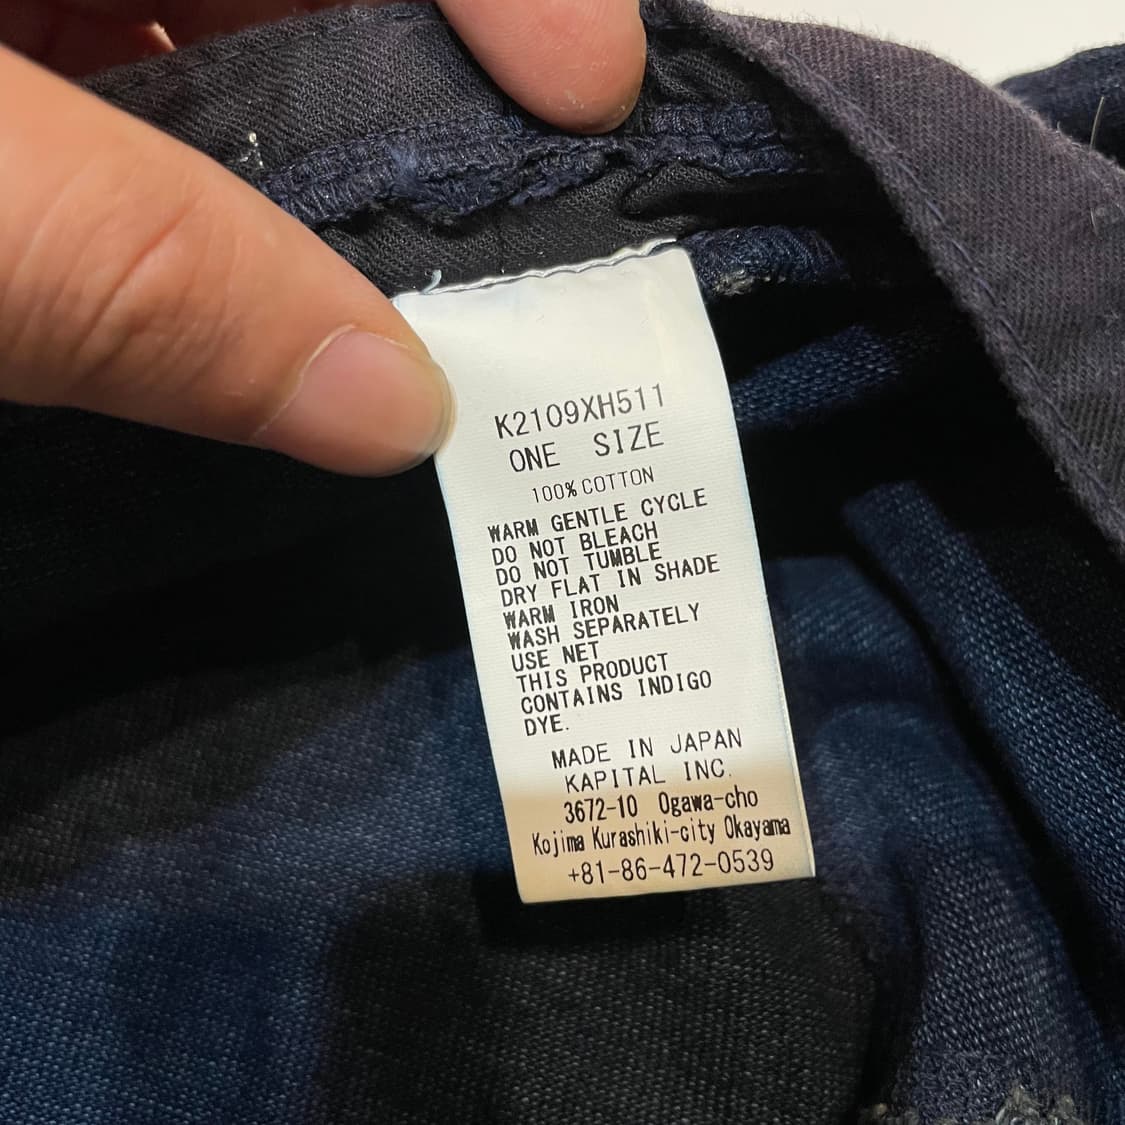 K2109XH511
ONE SIZE
100% COTTON
WARM GENTLE CYCLE
DO NOT BLEACH
DO NOT TUMBLE
DRY FLAT IN SHADE
WARM IRON
WASH SEPARATELY
USE NET
THIS PRODUCT
CONTAINS INDIGO
DYE.
MADE IN JAPAN
KAPITAL INC.
3672-10 Ogawa-cho
Kojima Kurashiki-city Okayama
+81-86-472-0539